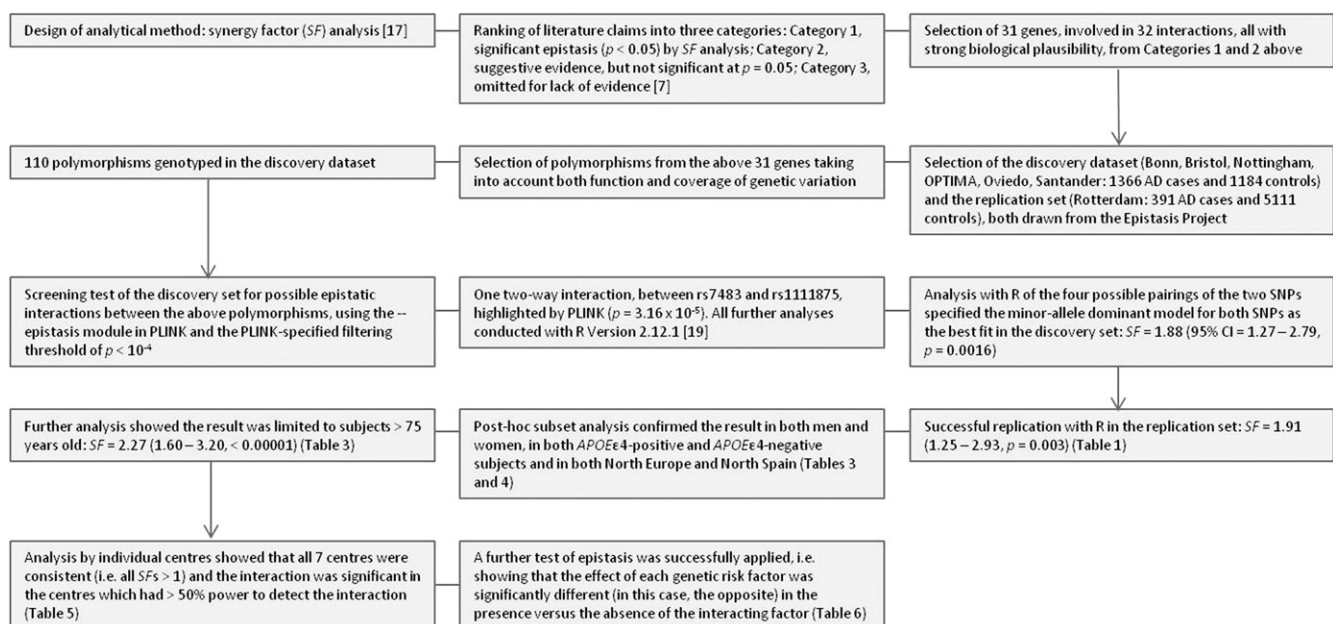 Design of analytical method: synergy factor (SF) analysis [17]
Ranking of literature claims into three categories: Category 1,
significant epistasis (p < 0.05) by SF analysis; Category 2,
suggestive evidence, but not significant at p = 0.05; Category 3,
omitted for lack of evidence [7]
Selection of 31 genes, involved in 32 interactions, all with
strong biological plausibility, from Categories 1 and 2 above
Selection of the discovery dataset (Bonn, Bristol, Nottingham,
OPTIMA, Oviedo, Santander: 1366 AD cases and 1184 controls)
and the replication set (Rotterdam: 391 AD cases and 5111
controls), both drawn from the Epistasis Project
Selection of polymorphisms from the above 31 genes taking
into account both function and coverage of genetic variation
110 polymorphisms genotyped in the discovery dataset
Screening test of the discovery set for possible epistatic
interactions between the above polymorphisms, using the --
epistasis module in PLINK and the PLINK-specified filtering
threshold of p < 10⁻⁴
One two-way interaction, between rs7483 and rs1111875,
highlighted by PLINK (p = 3.16 x 10⁻⁵). All further analyses
conducted with R Version 2.12.1 [19]
Analysis with R of the four possible pairings of the two SNPs
specified the minor-allele dominant model for both SNPs as
the best fit in the discovery set: SF = 1.88 (95% CI = 1.27 – 2.79,
p = 0.0016)
Successful replication with R in the replication set: SF = 1.91
(1.25 – 2.93, p = 0.003) (Table 1)
Post-hoc subset analysis confirmed the result in both men and
women, in both APOEε4-positive and APOEε4-negative
subjects and in both North Europe and North Spain (Tables 3
and 4)
Further analysis showed the result was limited to subjects > 75
years old: SF = 2.27 (1.60 – 3.20, < 0.00001) (Table 3)
Analysis by individual centres showed that all 7 centres were
consistent (i.e. all SFs > 1) and the interaction was significant in
the centres which had > 50% power to detect the interaction
(Table 5)
A further test of epistasis was successfully applied, i.e.
showing that the effect of each genetic risk factor was
significantly different (in this case, the opposite) in the
presence versus the absence of the interacting factor (Table 6)